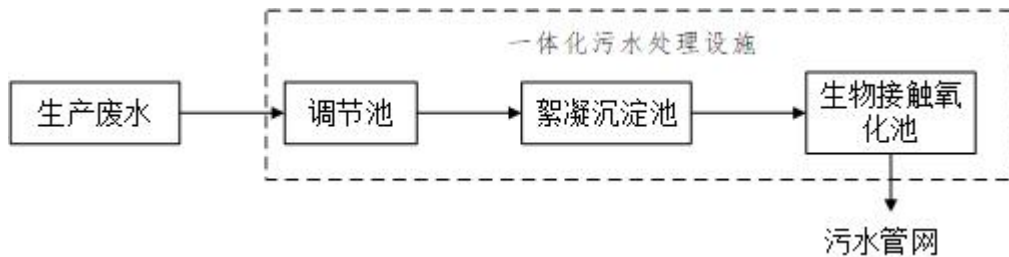 一体化污水处理设施
生产废水
调节池
絮凝沉淀池
生物接触氧
化池
污水管网